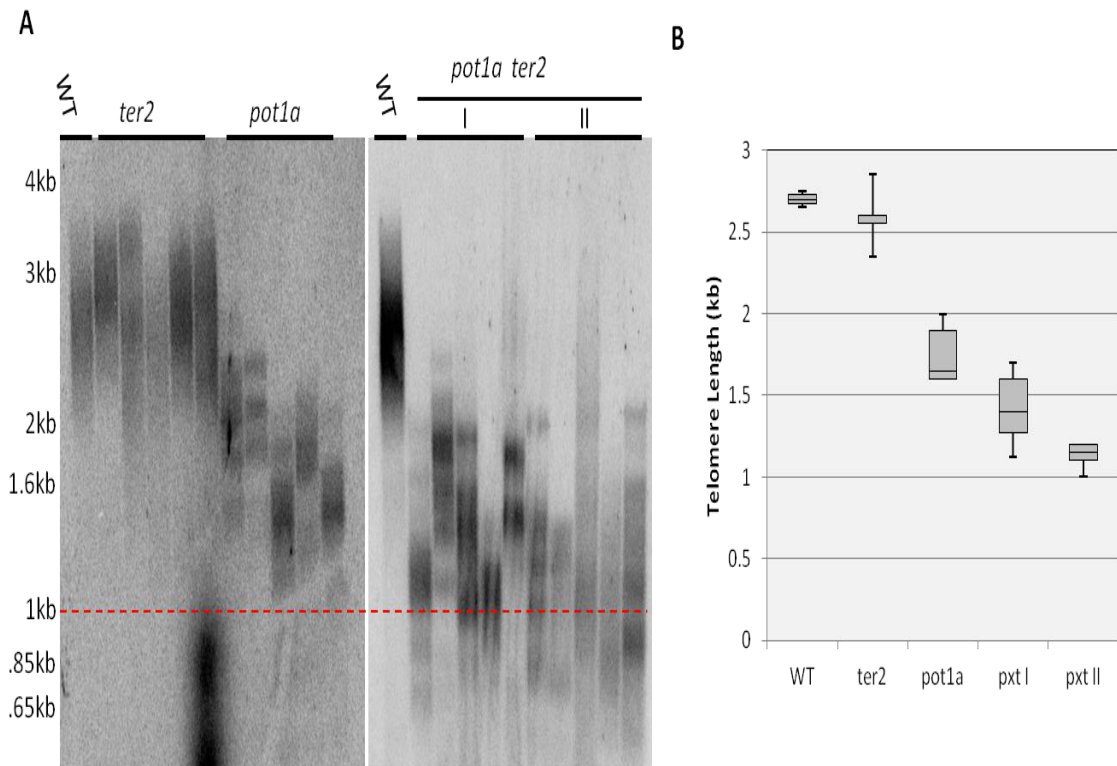 A
WT
ter2
pot1a
WT
pot1a ter2
I
II
4kb
3kb
2kb
1.6kb
1kb
.85kb
.65kb
B
Telomere Length (kb)
3
2.5
2
1.5
1
0.5
0
WT
ter2
pot1a
pxt I
pxt II